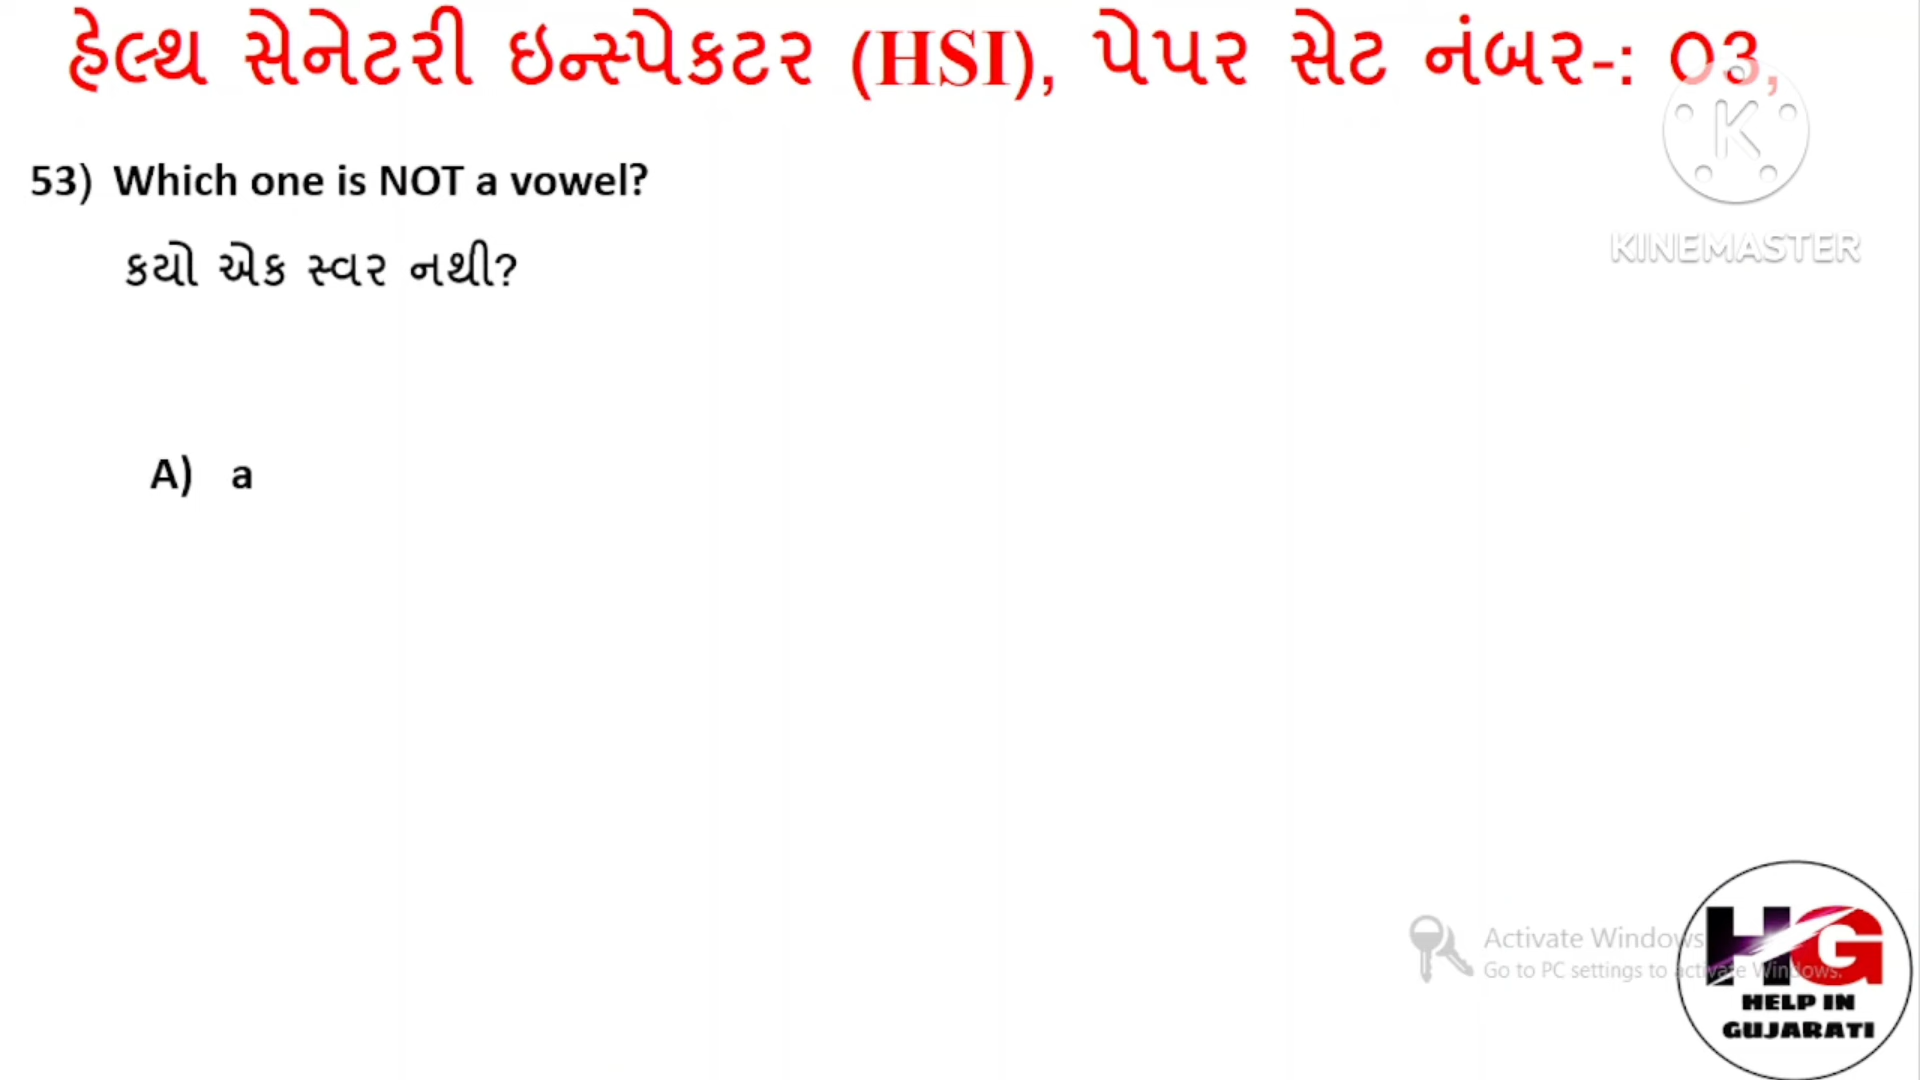 હેલ્થ સેનેટરી ઇન્સ્પેકટર (HSI), પેપર સેટ નંબર-: 03,
K
KINEMASTER
53) Which one is NOT a vowel?
કયો એક સ્વર નથી?
A) a
Activate Windows
Go to PC settings to activate Windows.
HG
HELP IN
GUJARATI